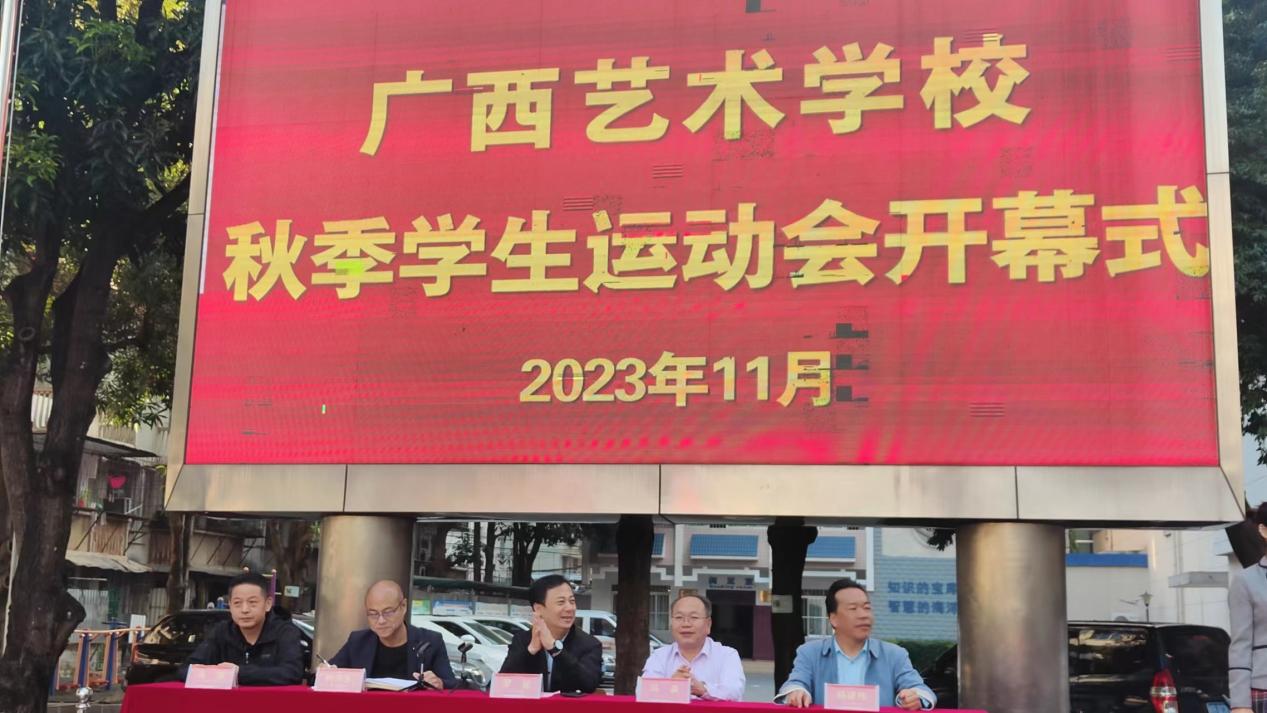 广西艺术学校
秋季学生运动会开幕式
2023年11月
知识的宝库
智慧的海洋